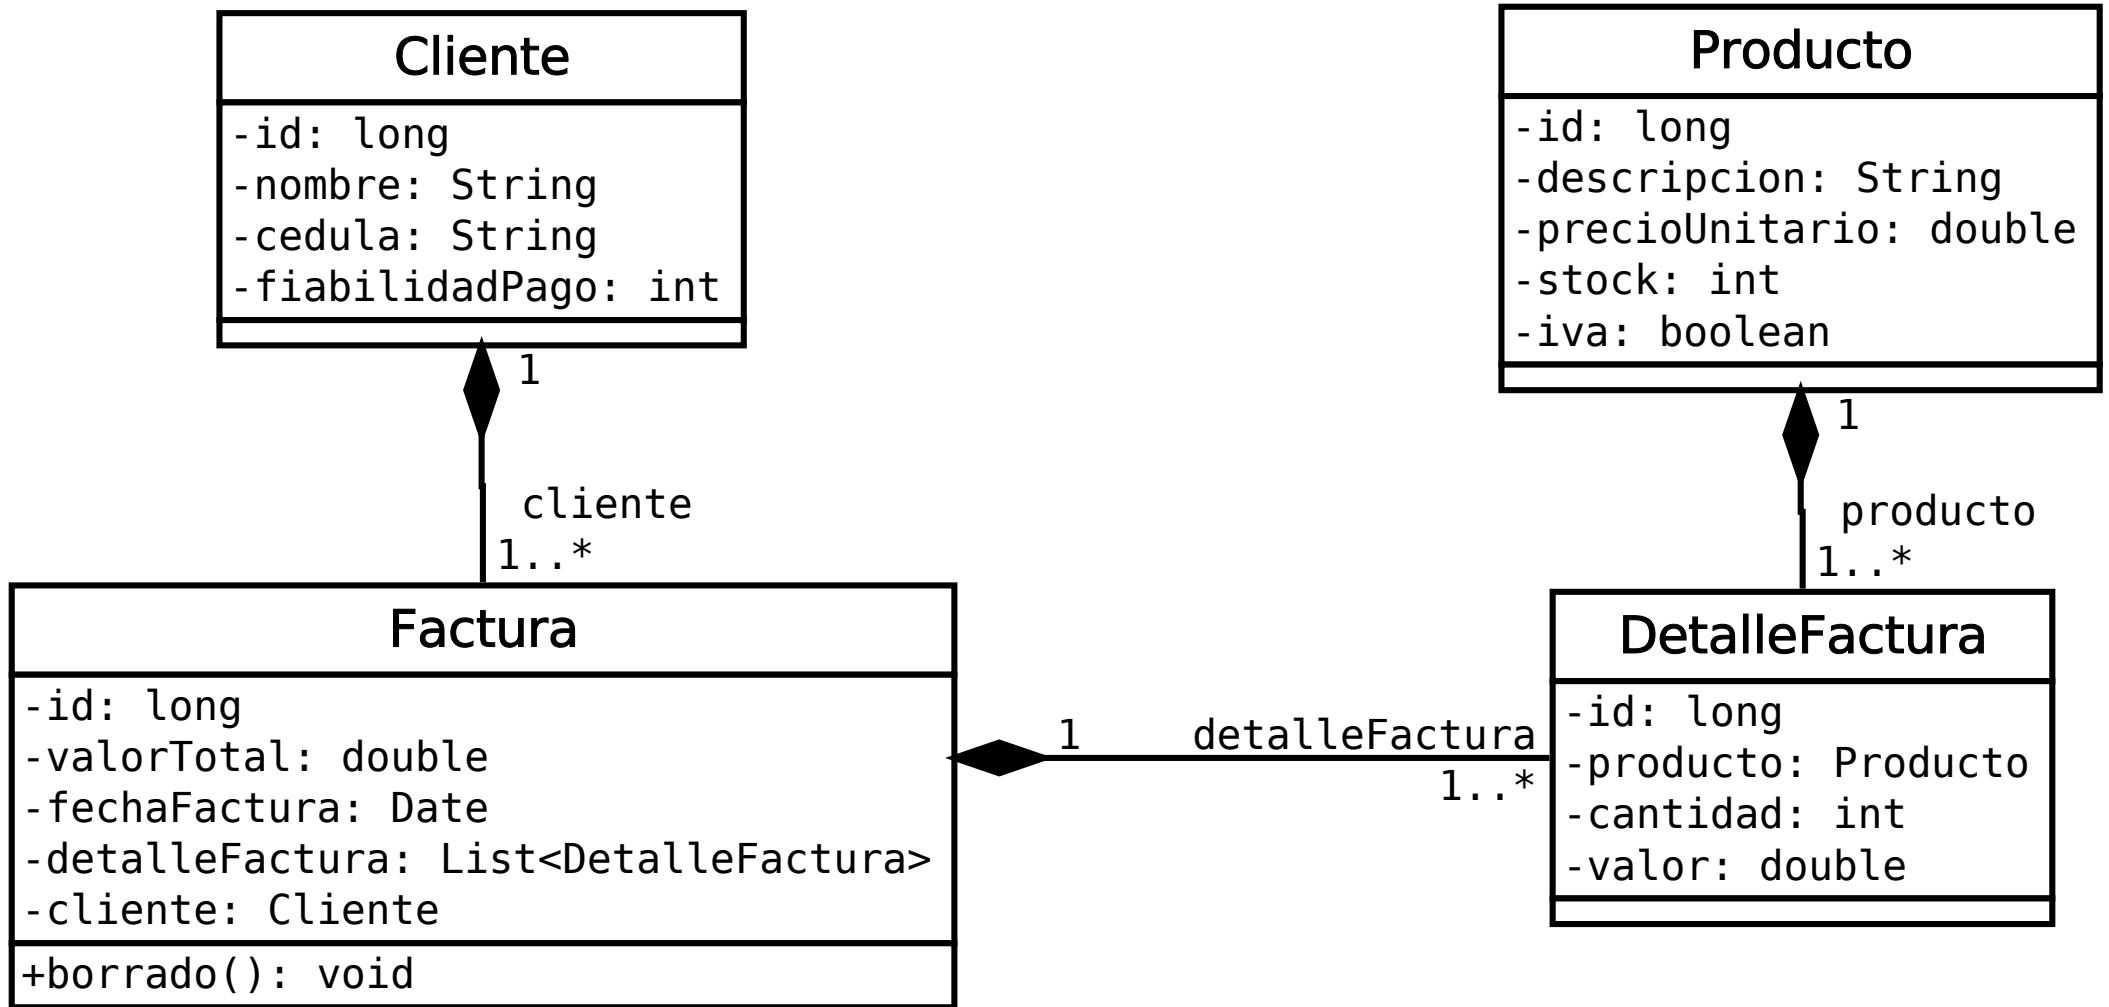 Cliente
-id: long
-nombre: String
-cedula: String
-fiabilidadPago: int
1
cliente
1..*
Producto
-id: long
-descripcion: String
-precioUnitario: double
-stock: int
-iva: boolean
1
producto
1..*
Factura
-id: long
-valorTotal: double
-fechaFactura: Date
-detalleFactura: List<DetalleFactura>
-cliente: Cliente
+borrado(): void
1 detalleFactura
1..*
DetalleFactura
-id: long
-producto: Producto
-cantidad: int
-valor: double